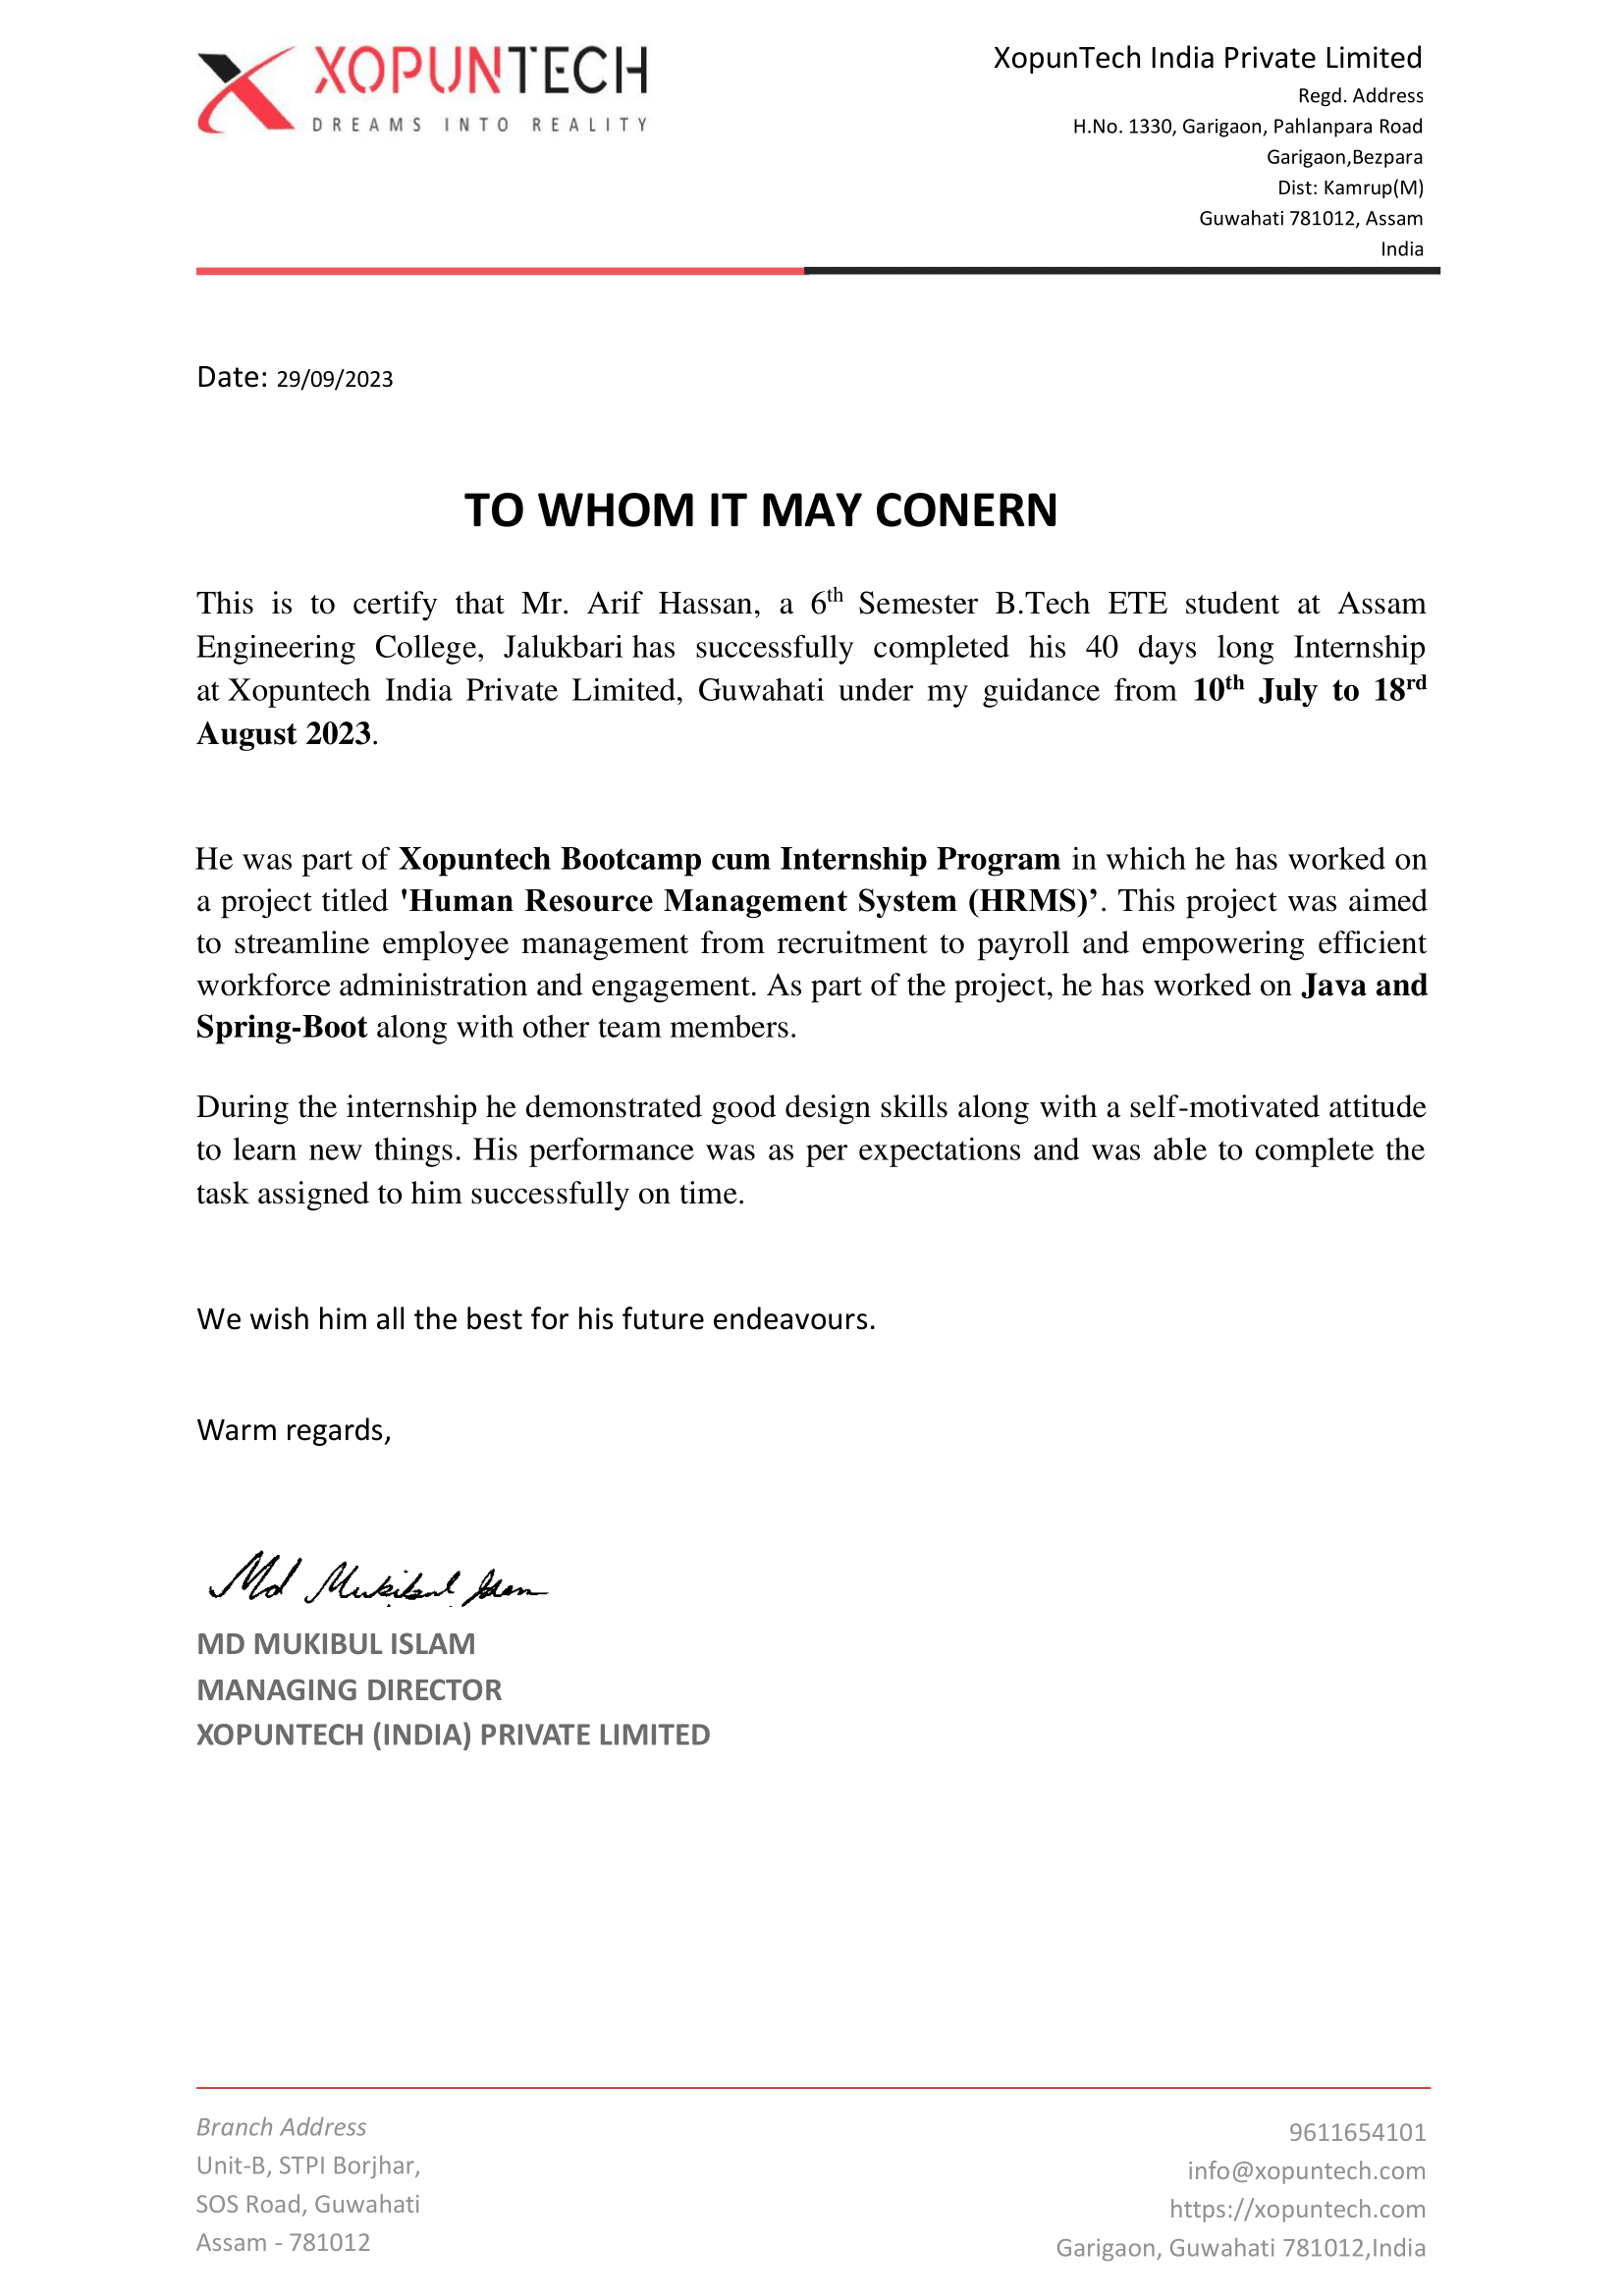 XOPUNTECH
DREAMS INTO REALITY
XopunTech India Private Limited
Regd. Address
H.No. 1330, Garigaon, Pahlanpara Road
Garigaon,Bezpara
Dist: Kamrup(M)
Guwahati 781012, Assam
India
Date: 29/09/2023
TO WHOM IT MAY CONERN
This is to certify that Mr. Arif Hassan, a 6th Semester B.Tech ETE student at Assam
Engineering College, Jalukbari has successfully completed his 40 days long Internship
at Xopuntech India Private Limited, Guwahati under my guidance from 10th July to 18rd
August 2023.
He was part of Xopuntech Bootcamp cum Internship Program in which he has worked on
a project titled 'Human Resource Management System (HRMS)’. This project was aimed
to streamline employee management from recruitment to payroll and empowering efficient
workforce administration and engagement. As part of the project, he has worked on Java and
Spring-Boot along with other team members.
During the internship he demonstrated good design skills along with a self-motivated attitude
to learn new things. His performance was as per expectations and was able to complete the
task assigned to him successfully on time.
We wish him all the best for his future endeavours.
Warm regards,
Md Mukibul Islam
MD MUKIBUL ISLAM
MANAGING DIRECTOR
XOPUNTECH (INDIA) PRIVATE LIMITED
Branch Address
Unit-B, STPI Borjhar,
SOS Road, Guwahati
Assam - 781012
9611654101
info@xopuntech.com
https://xopuntech.com
Garigaon, Guwahati 781012,India